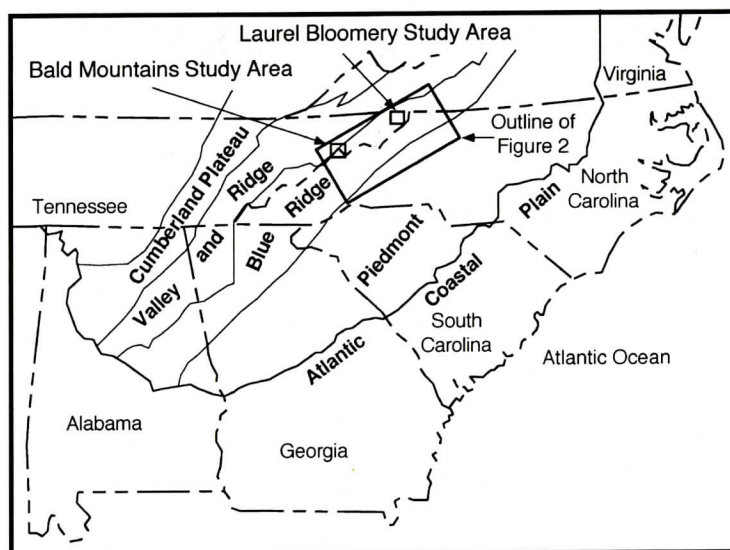 Laurel Bloomery Study Area
Bald Mountains Study Area
Virginia
Outline of
Figure 2
North
Carolina
Tennessee
Cumberland Plateau
Valley and Ridge
Blue Ridge
Piedmont
Atlantic Coastal Plain
South
Carolina
Atlantic Ocean
Alabama
Georgia